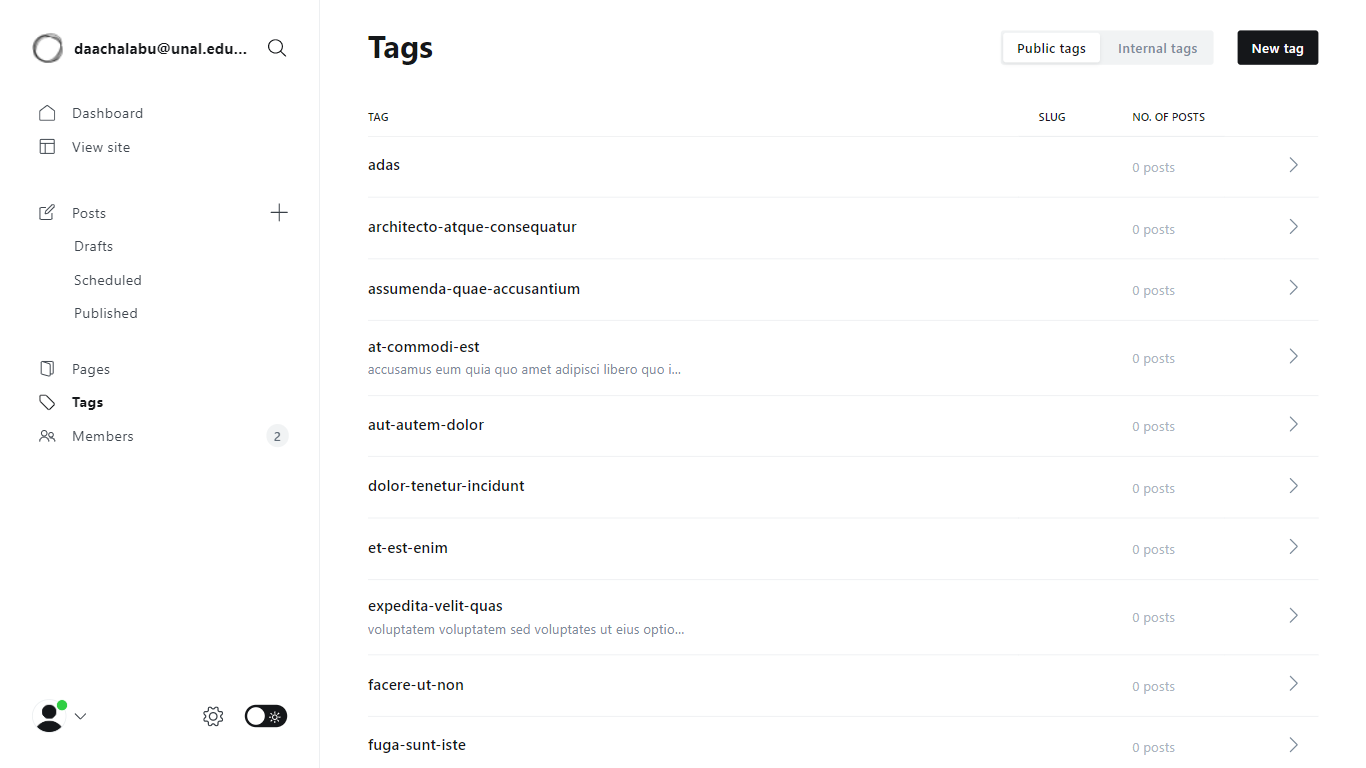 daachalabu@unal.edu...
Dashboard
View site
Posts
Drafts
Scheduled
Published
Pages
Tags
Members 2
Tags
Public tags Internal tags New tag
TAG SLUG NO. OF POSTS
adas 0 posts
architecto-atque-consequatur 0 posts
assumenda-quae-accusantium 0 posts
at-commodi-est 0 posts
accusamus eum quia quo amet adipisci libero quo i...
aut-autem-dolor 0 posts
dolor-tenetur-incidunt 0 posts
et-est-enim 0 posts
expedita-velit-quas 0 posts
voluptatem voluptatem sed voluptates ut eius optio...
facere-ut-non 0 posts
fuga-sunt-iste 0 posts